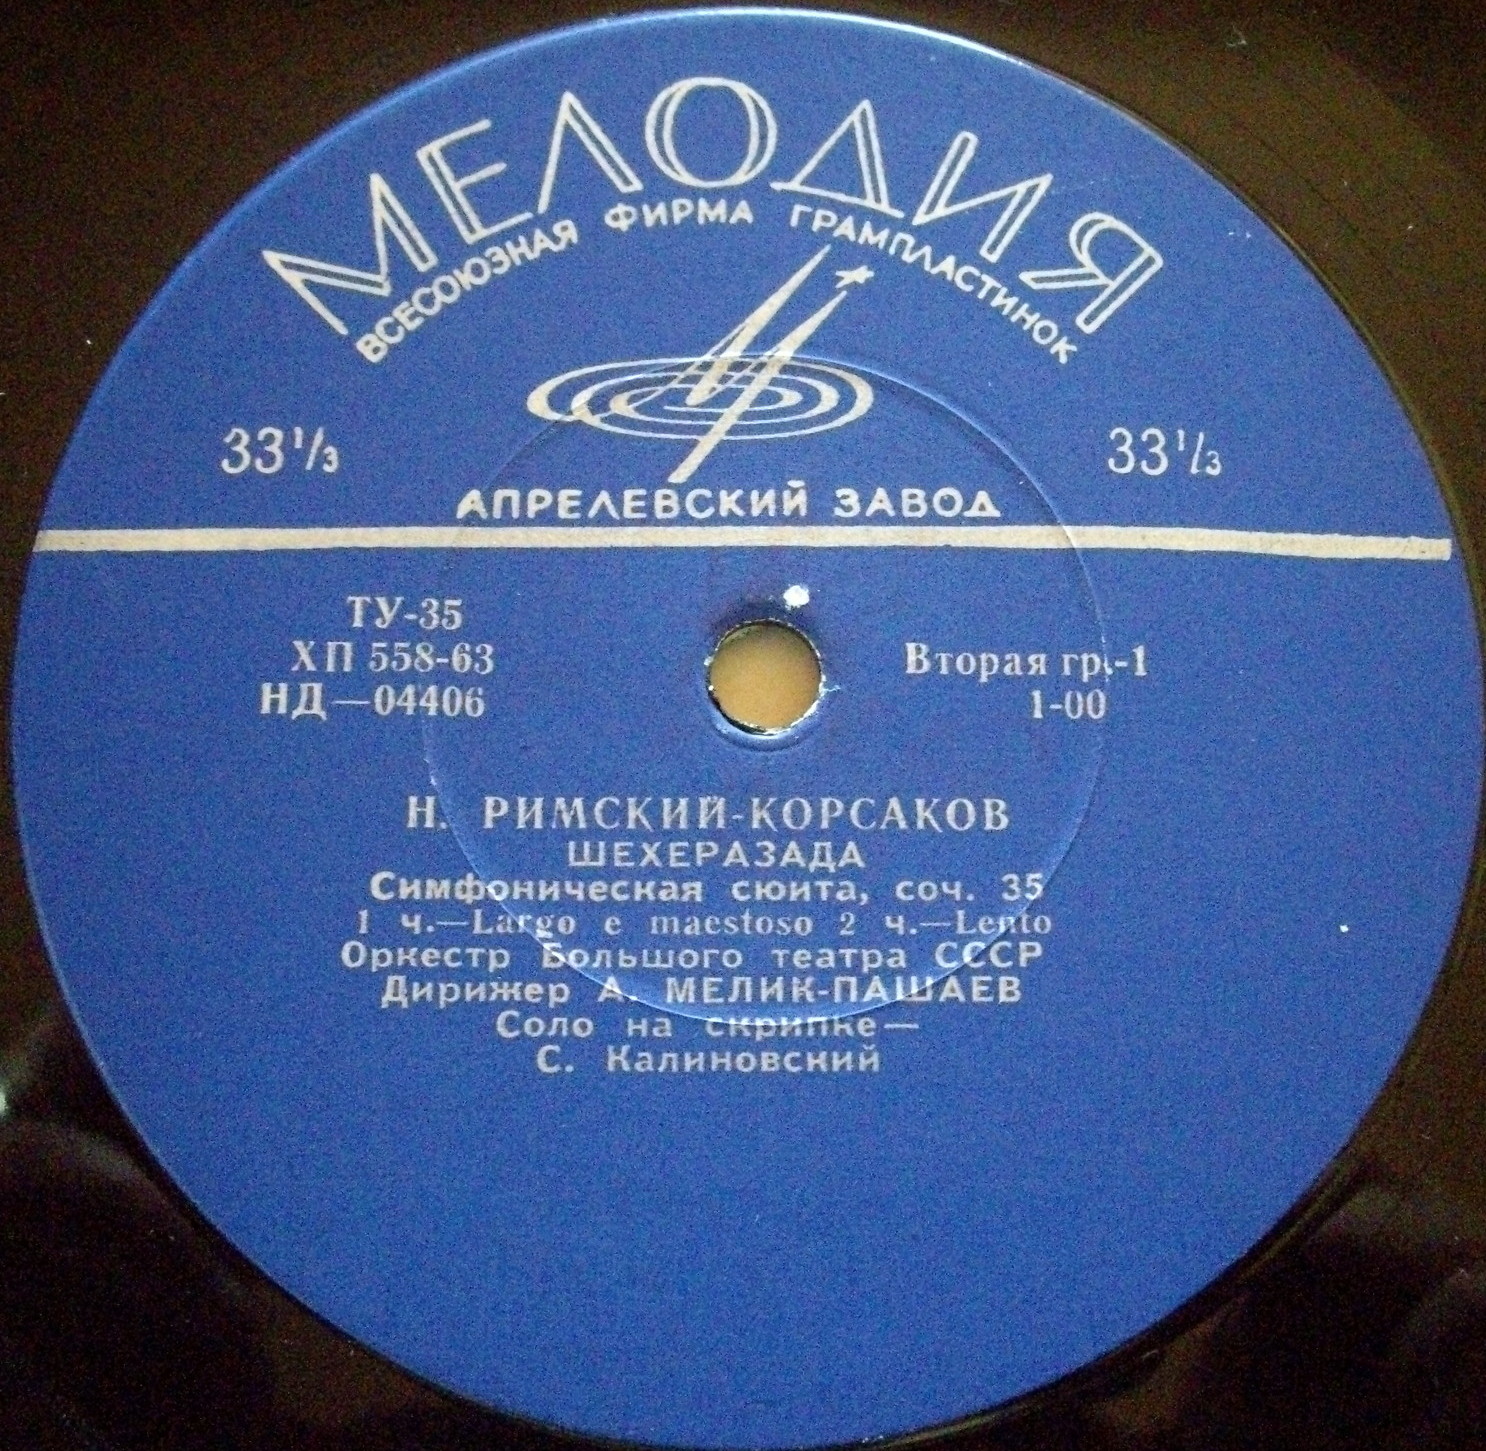 МЕЛОДИЯ
ВСЕСОЮЗНАЯ ФИРМА ГРАМПЛАСТИНОК
33⅓ 33⅓
АПРЕЛЕВСКИЙ ЗАВОД
ТУ-35
ХП 558-63 Вторая гр.-1
НД—04406 1-00
Н. РИМСКИЙ-КОРСАКОВ
ШЕХЕРАЗАДА
Симфоническая сюита, соч. 35
1 ч.—Largo e maestoso 2 ч.—Lento
Оркестр Большого театра СССР
Дирижер А. МЕЛИК-ПАШАЕВ
Соло на скрипке—
С. Калиновский